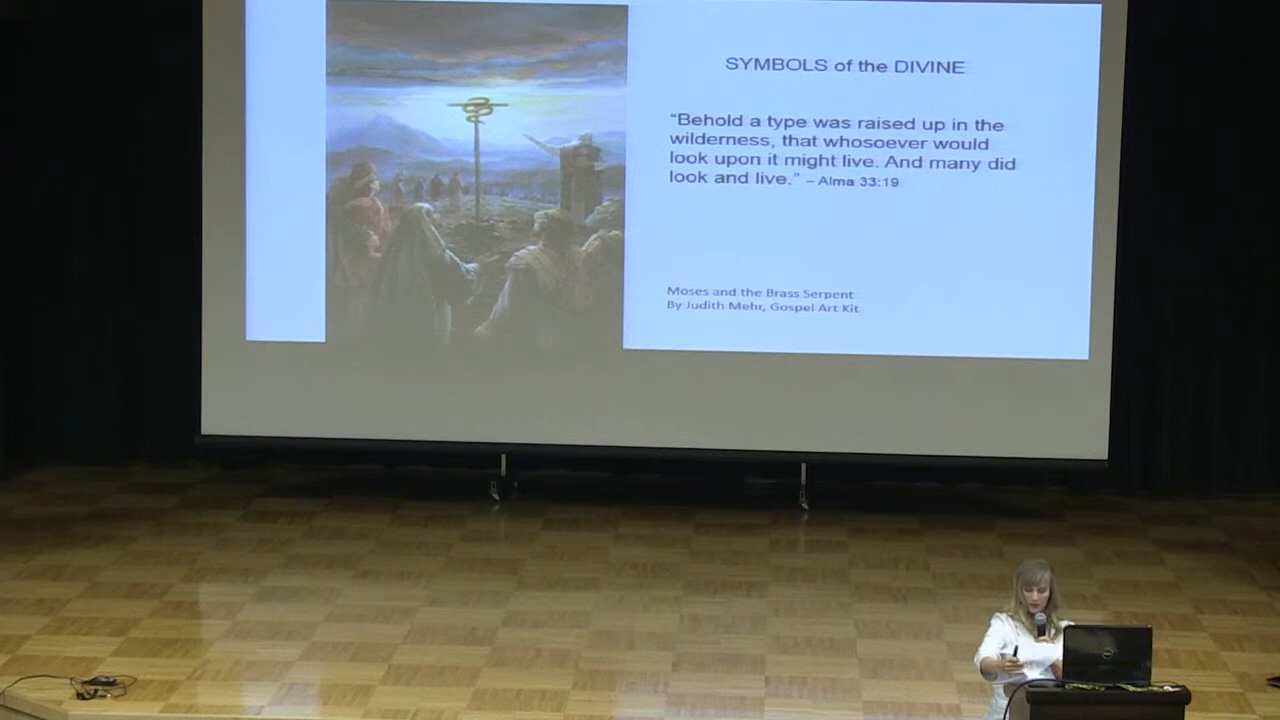 SYMBOLS of the DIVINE
“Behold a type was raised up in the
wilderness, that whosoever would
look upon it might live. And many did
look and live.” – Alma 33:19
Moses and the Brass Serpent
By Judith Mehr, Gospel Art Kit